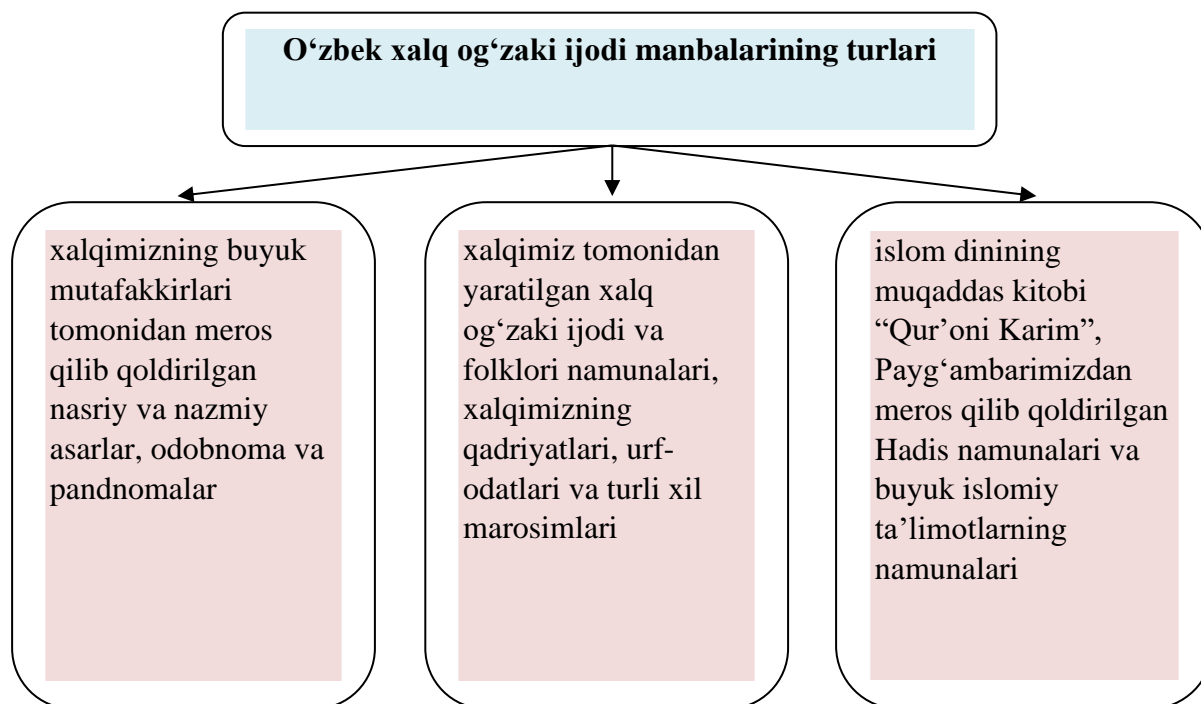 O‘zbek xalq og‘zaki ijodi manbalarining turlari
xalqimizning buyuk
mutafakkirlari
tomonidan meros
qilib qoldirilgan
nasriy va nazmiy
asarlar, odobnoma va
pandnomalar
xalqimiz tomonidan
yaratilgan xalq
og‘zaki ijodi va
folklori namunalari,
xalqimizning
qadriyatlari, urf-
odatlari va turli xil
marosimlari
islom dinining
muqaddas kitobi
“Qur’oni Karim”,
Payg‘ambarimizdan
meros qilib qoldirilgan
Hadis namunalari va
buyuk islomiy
ta’limotlarning
namunalari